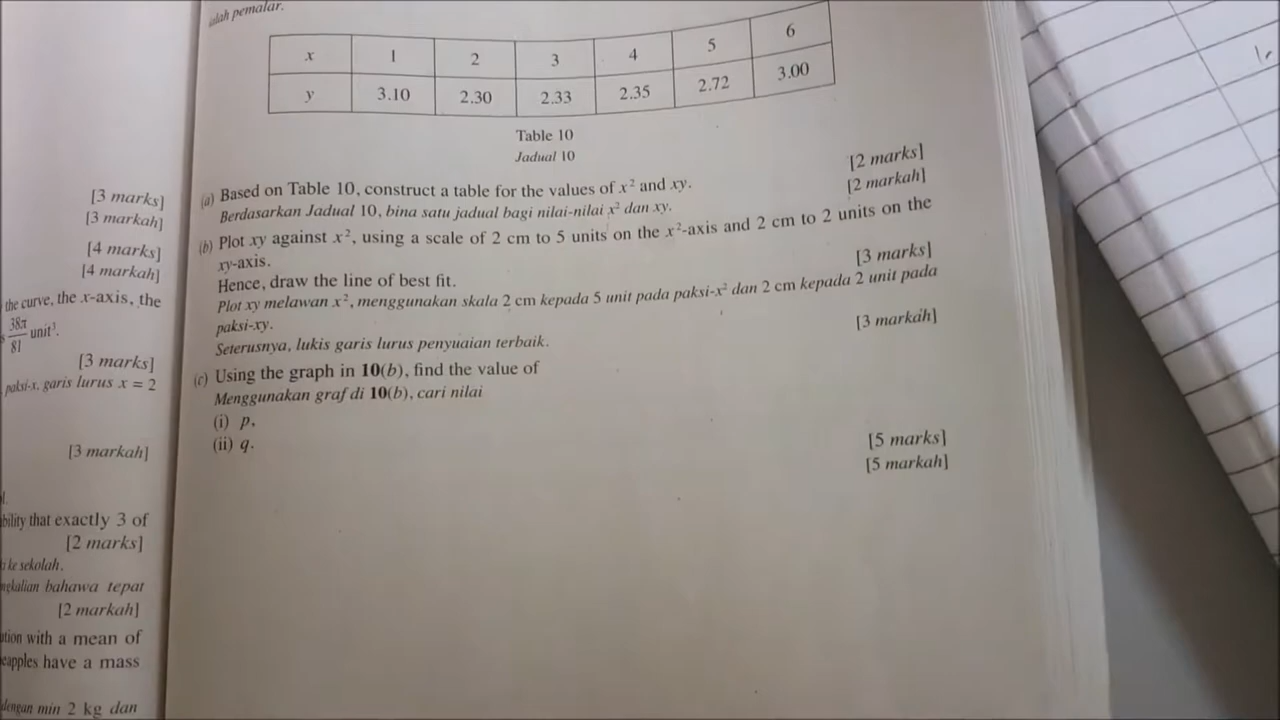 ialah pemalar.
x 1 2 3 4 5 6
y 3.10 2.30 2.33 2.35 2.72 3.00
Table 10
Jadual 10
(a) Based on Table 10, construct a table for the values of x² and xy. [2 marks]
Berdasarkan Jadual 10, bina satu jadual bagi nilai-nilai x² dan xy. [2 markah]
(b) Plot xy against x², using a scale of 2 cm to 5 units on the x²-axis and 2 cm to 2 units on the
xy-axis.
Hence, draw the line of best fit. [3 marks]
Plot xy melawan x², menggunakan skala 2 cm kepada 5 unit pada paksi-x² dan 2 cm kepada 2 unit pada
paksi-xy.
Seterusnya, lukis garis lurus penyuaian terbaik. [3 markah]
(c) Using the graph in 10(b), find the value of
Menggunakan graf di 10(b), cari nilai
(i) p,
(ii) q. [5 marks]
[5 markah]
[3 marks]
[3 markah]
[4 marks]
[4 markah]
the curve, the x-axis, the
38π/81 unit³.
[3 marks]
paksi-x, garis lurus x = 2
[3 markah]
that exactly 3 of
[2 marks]
ke sekolah.
bahawa tepat
[2 markah]
with a mean of
have a mass
dengan min 2 kg dan